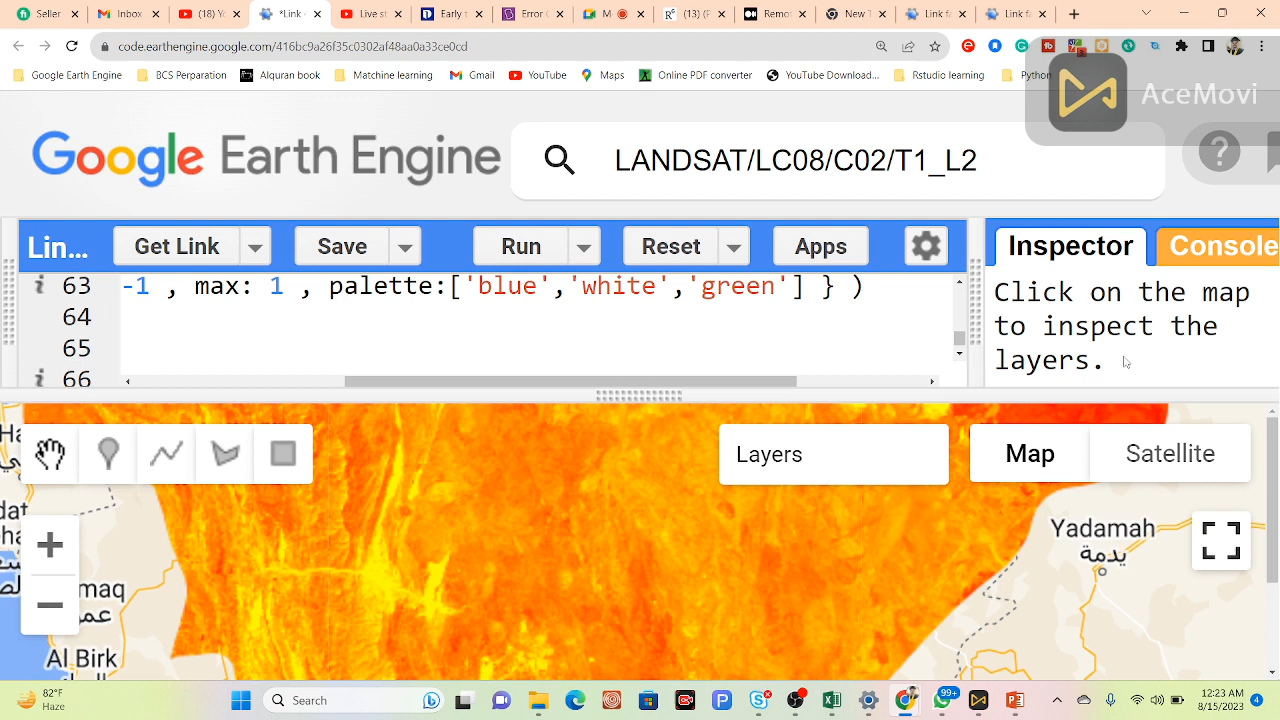 Seller
Inbox
(18) Y
*Link
Live st
Earth t
Error
M
(13) (F
Remo
New T
Link fo
Link fo
code.earthengine.google.com
Google Earth Engine
BCS Perparation
Alquran book
Matchine learning
Gmail
YouTube
Maps
Online PDF converter
YouTube Download...
Rstudio learning
Python
AceMovi
Google Earth Engine
LANDSAT/LC08/C02/T1_L2
Lin...
Get Link
Save
Run
Reset
Apps
Inspector
Console
63 -1 , max: 1 , palette:['blue','white','green'] } )
64
65
i 66
Click on the map
to inspect the
layers.
Layers
Map
Satellite
Yadamah
يدمة
maq
Al Birk
82°F
Haze
Search
99+
12:23 AM
8/15/2023
4